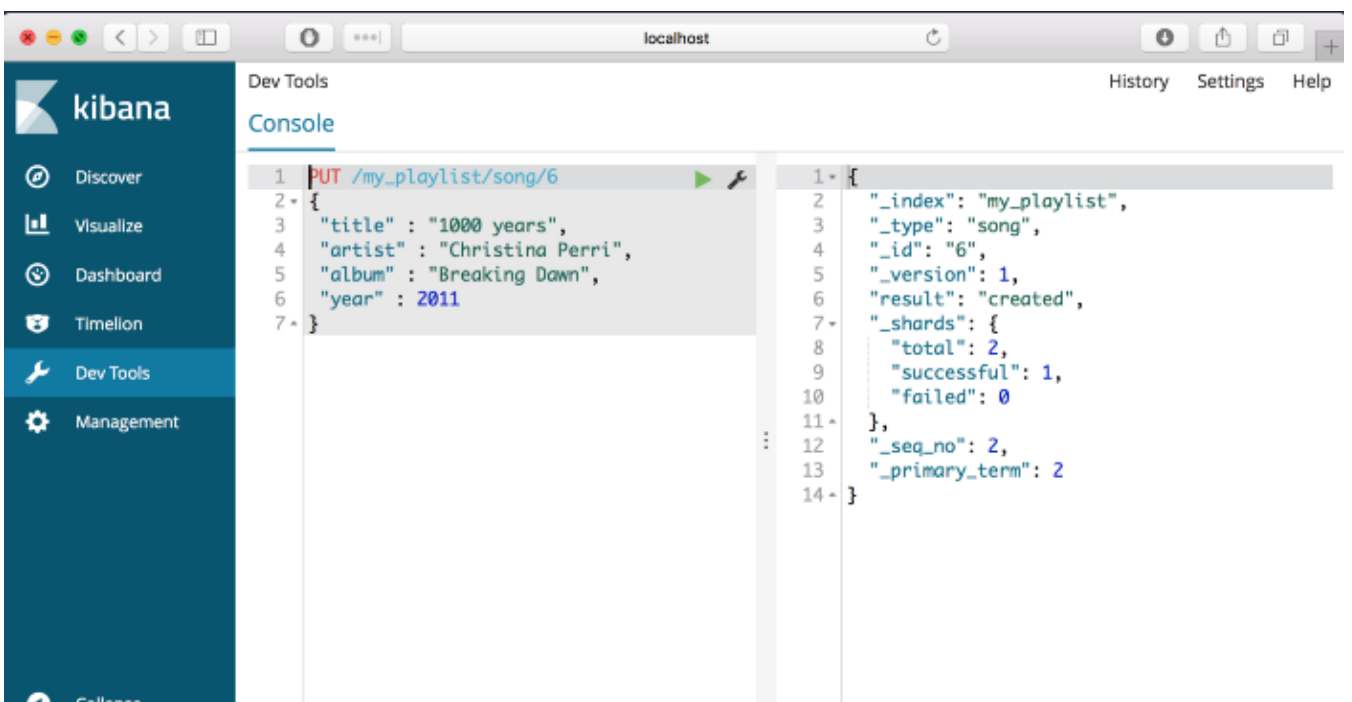 localhost
kibana
Discover
Visualize
Dashboard
Timelion
Dev Tools
Management
Dev Tools
History Settings Help
Console
1 PUT /my_playlist/song/6
2 {
3 "title" : "1000 years",
4 "artist" : "Christina Perri",
5 "album" : "Breaking Dawn",
6 "year" : 2011
7 }
1 {
2 "_index": "my_playlist",
3 "_type": "song",
4 "_id": "6",
5 "_version": 1,
6 "result": "created",
7 "_shards": {
8 "total": 2,
9 "successful": 1,
10 "failed": 0
11 },
12 "_seq_no": 2,
13 "_primary_term": 2
14 }